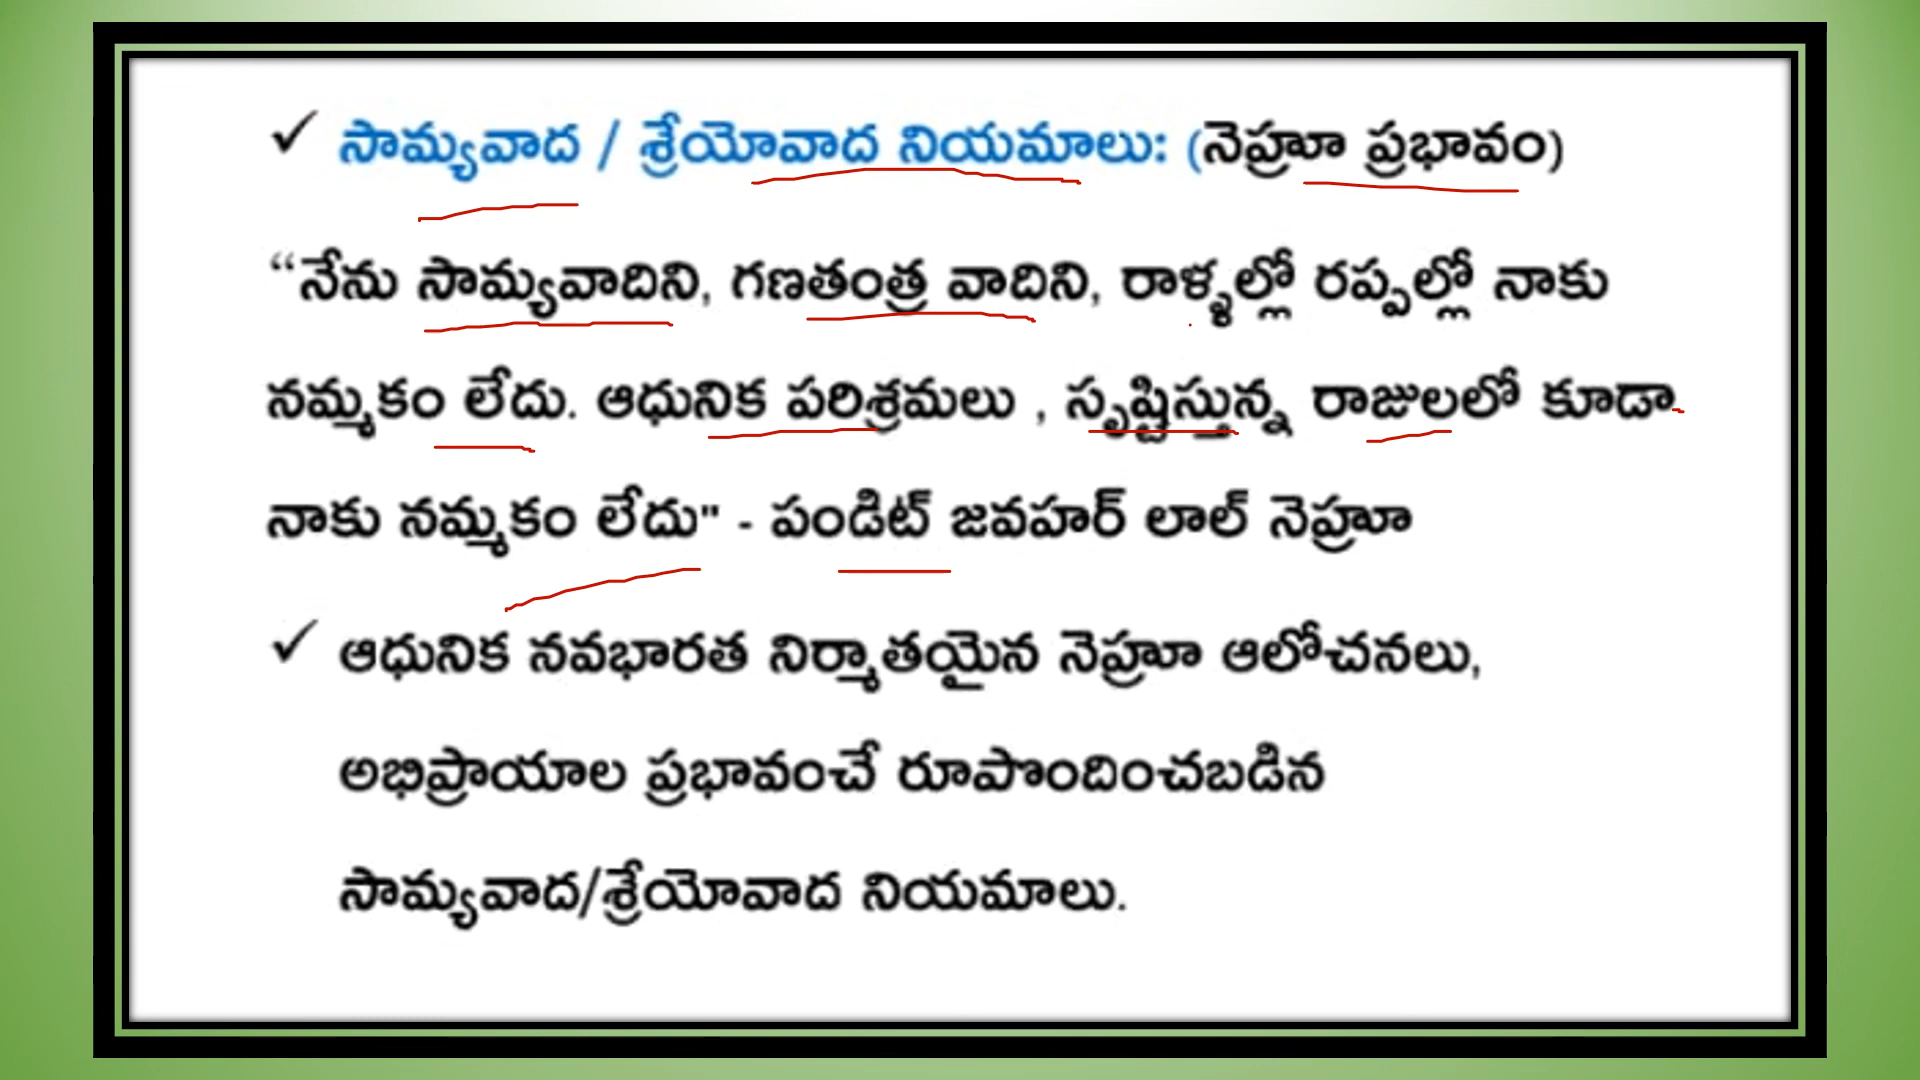 ✓ సామ్యవాద / శ్రేయోవాద నియమాలు: (నెహ్రూ ప్రభావం)
“నేను సామ్యవాదిని, గణతంత్ర వాదిని, రాళ్ళల్లో రప్పల్లో నాకు
నమ్మకం లేదు. ఆధునిక పరిశ్రమలు , సృష్టిస్తున్న రాజులలో కూడా
నాకు నమ్మకం లేదు" - పండిట్ జవహర్ లాల్ నెహ్రూ
✓ ఆధునిక నవభారత నిర్మాతయైన నెహ్రూ ఆలోచనలు,
అభిప్రాయాల ప్రభావంచే రూపొందించబడిన
సామ్యవాద/శ్రేయోవాద నియమాలు.